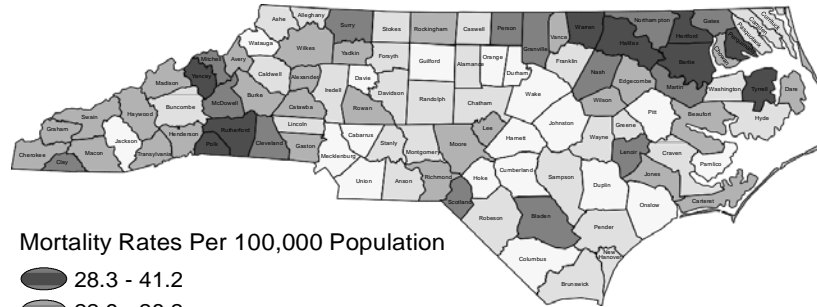 Ashe Alleghany Surry Stokes Rockingham Caswell Person Granville Vance Warren Northampton Gates Currituck Camden Pasquotank Perquimans
Halifax Hertford Chowan Bertie
Watauga Wilkes Yadkin Forsyth Guilford Alamance Orange Durham Franklin Nash Edgecombe Martin Washington Tyrrell Dare
Mitchell Avery Yancey Caldwell Alexander Davie Iredell Davidson Randolph Chatham Wake Wilson Pitt Beaufort Hyde
Madison McDowell Burke Catawba Rowan Lee Johnston Greene
Swain Haywood Buncombe Rutherford Lincoln Cabarrus Stanly Montgomery Moore Harnett Wayne Lenoir Craven Pamlico
Graham Jackson Henderson Polk Cleveland Gaston Mecklenburg Jones
Cherokee Clay Macon Transylvania Union Anson Richmond Hoke Cumberland Sampson Duplin Onslow Carteret
Scotland Robeson Bladen Pender
Columbus New Hanover
Brunswick
Mortality Rates Per 100,000 Population
28.3 - 41.2